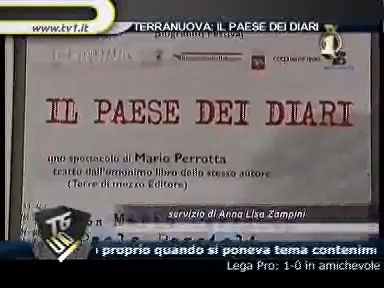 www.tv1.it
TERRANUOVA: IL PAESE DEI DIARI
IL PAESE DEI DIARI
uno spettacolo di Mario Perrotta
tratto dall'omonimo libro dello stesso autore
(Terre di mezzo Editore)
servizio di Anna Lisa Zampini
TG
proprio quando si poneva tema contenim
Lega Pro: 1-0 in amichevole